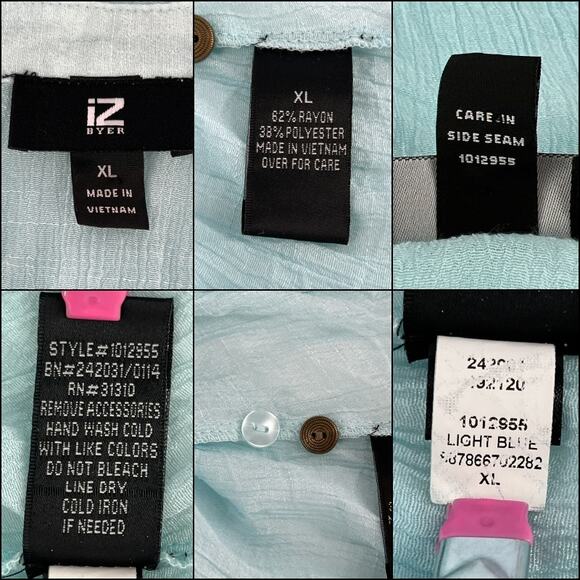 iZ
BYER
XL
MADE IN
VIETNAM
XL
62% RAYON
38% POLYESTER
MADE IN VIETNAM
OVER FOR CARE
CARE IN
SIDE SEAM
1012955
STYLE#1012955
BN#242031/0114
RN#31310
REMOVE ACCESSORIES
HAND WASH COLD
WITH LIKE COLORS
DO NOT BLEACH
LINE DRY
COLD IRON
IF NEEDED
1012955
LIGHT BLUE
XL